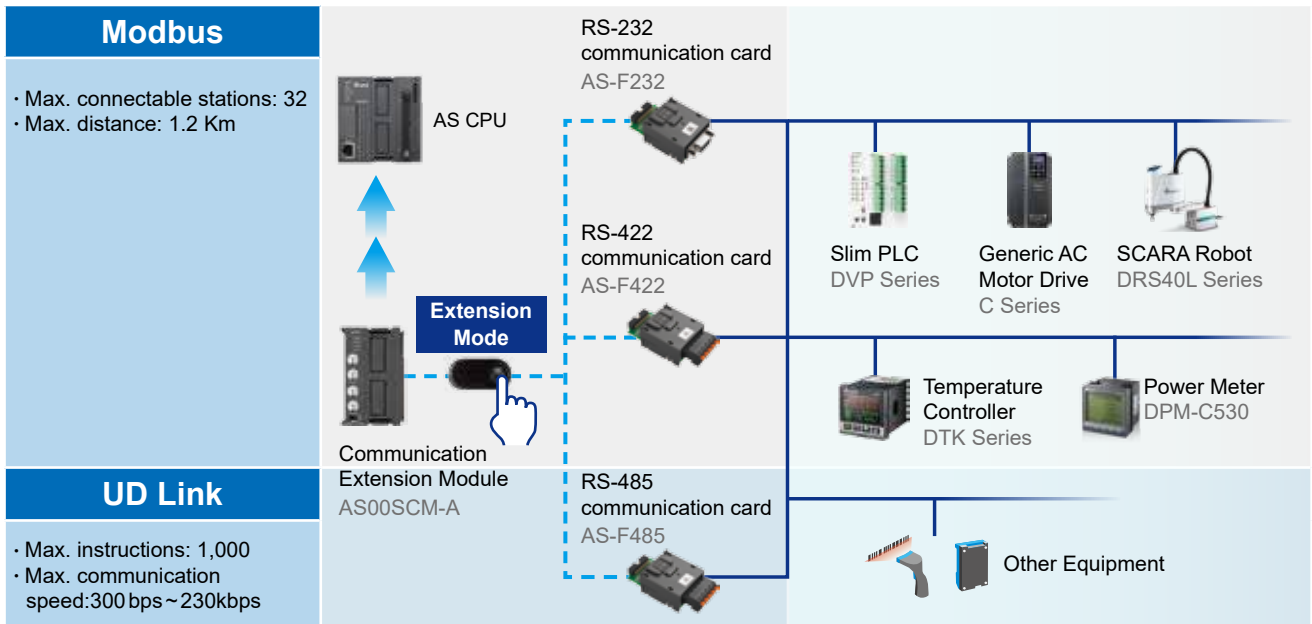 Modbus
· Max. connectable stations: 32
· Max. distance: 1.2 Km
AS CPU
Extension
Mode
Communication
Extension Module
AS00SCM-A
RS-232
communication card
AS-F232
RS-422
communication card
AS-F422
RS-485
communication card
AS-F485
Slim PLC
DVP Series
Generic AC
Motor Drive
C Series
SCARA Robot
DRS40L Series
Temperature
Controller
DTK Series
Power Meter
DPM-C530
UD Link
· Max. instructions: 1,000
· Max. communication
speed:300 bps~230kbps
Other Equipment